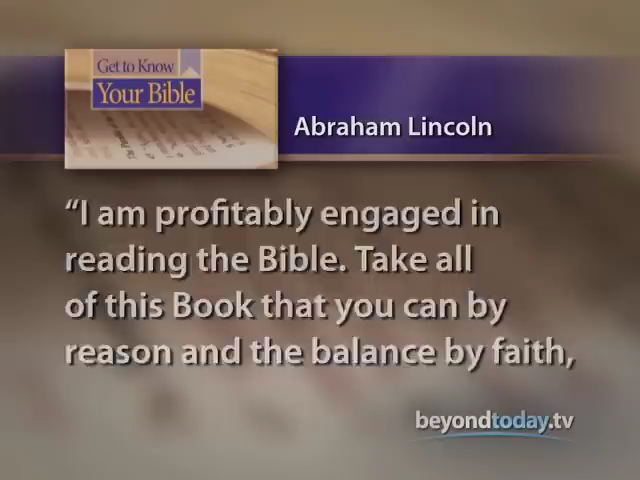 Get to Know
Your Bible
Abraham Lincoln
“I am profitably engaged in
reading the Bible. Take all
of this Book that you can by
reason and the balance by faith,
beyondtoday.tv